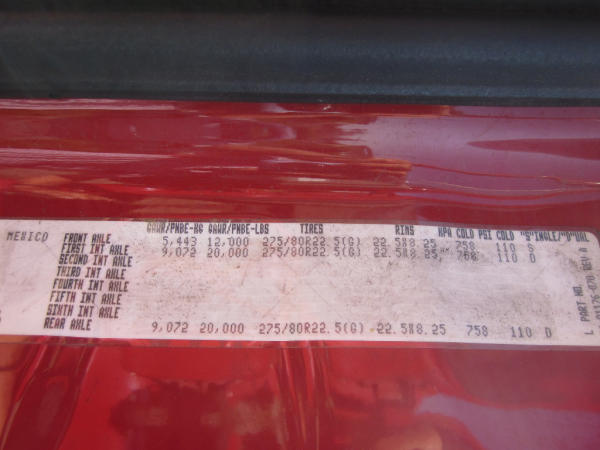 GAWR/PNBE-KG GAWR/PNBE-LBS TIRES RIMS KPA COLD PSI COLD "S"INGLE/"D"UAL
MEXICO
FRONT AXLE 5,443 12,000 275/80R22.5(G) 22.5X8.25 758 110 S
FIRST INT AXLE 9,072 20,000 275/80R22.5(G) 22.5X8.25 758 110 D
SECOND INT AXLE
THIRD INT AXLE
FOURTH INT AXLE
FIFTH INT AXLE
SIXTH INT AXLE
REAR AXLE 9,072 20,000 275/80R22.5(G) 22.5X8.25 758 110 D
L PART NO. REV A